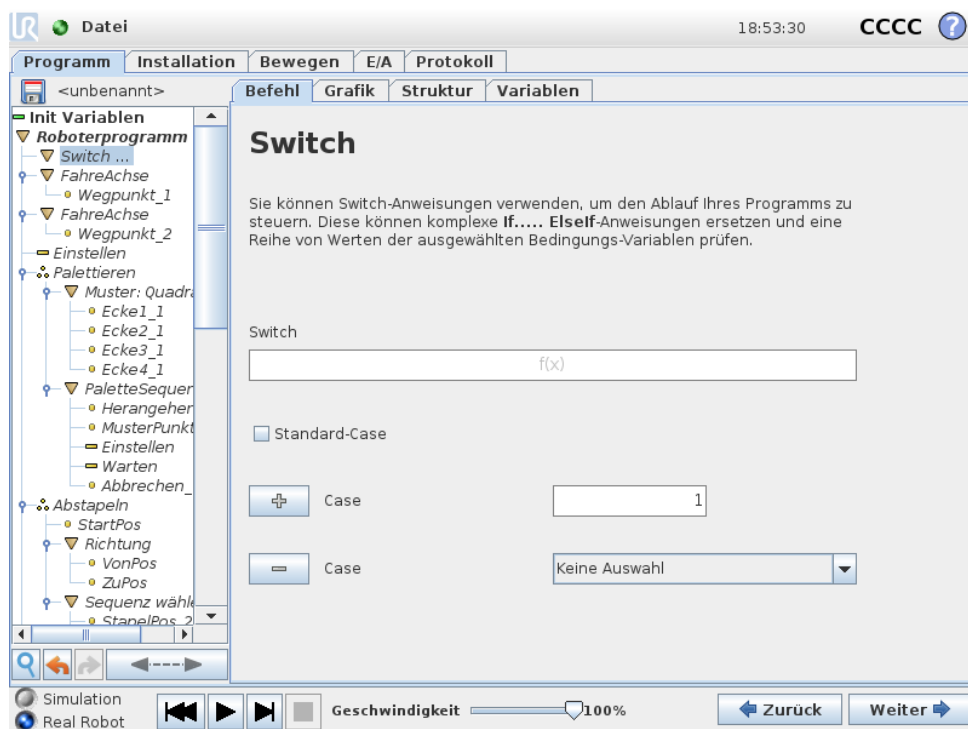 UR Datei 18:53:30 CCCC ?
Programm Installation Bewegen E/A Protokoll
<unbenannt> Befehl Grafik Struktur Variablen
Init Variablen
Roboterprogramm
Switch ...
FahreAchse
Wegpunkt_1
FahreAchse
Wegpunkt_2
Einstellen
Palettieren
Muster: Quadra
Ecke1_1
Ecke2_1
Ecke3_1
Ecke4_1
PaletteSequen
Herangehen
MusterPunkt
Einstellen
Warten
Abbrechen_
Abstapeln
StartPos
Richtung
VonPos
ZuPos
Sequenz wähle
StapelPos_2
Switch
Sie können Switch-Anweisungen verwenden, um den Ablauf Ihres Programms zu
steuern. Diese können komplexe If..... ElseIf-Anweisungen ersetzen und eine
Reihe von Werten der ausgewählten Bedingungs-Variablen prüfen.
Switch
f(x)
Standard-Case
Case 1
Case Keine Auswahl
Simulation
Real Robot
Geschwindigkeit 100%
Zurück Weiter